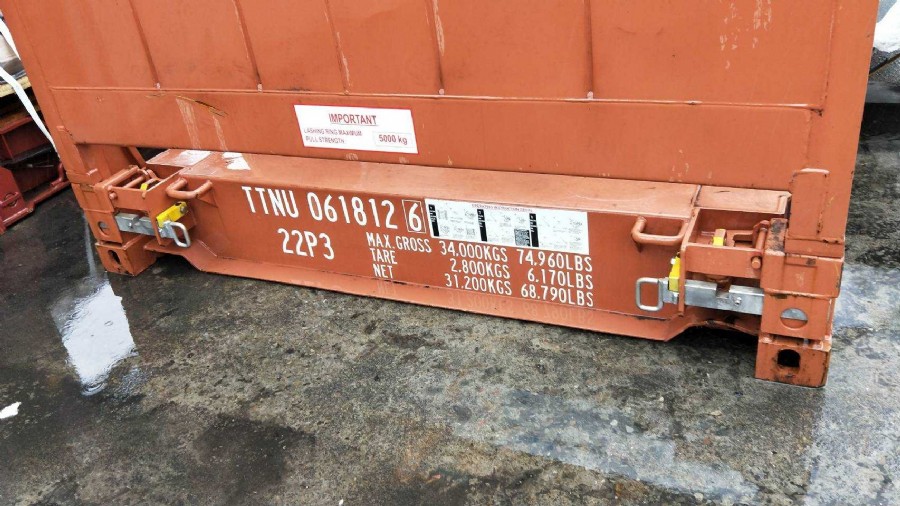 IMPORTANT
LASHING RING MAXIMUM
PULL STRENGTH 5000 kg
TTNU 061812 6
22P3
MAX.GROSS 34.000KGS 74.960LBS
TARE 2.800KGS 6.170LBS
NET 31.200KGS 68.790LBS